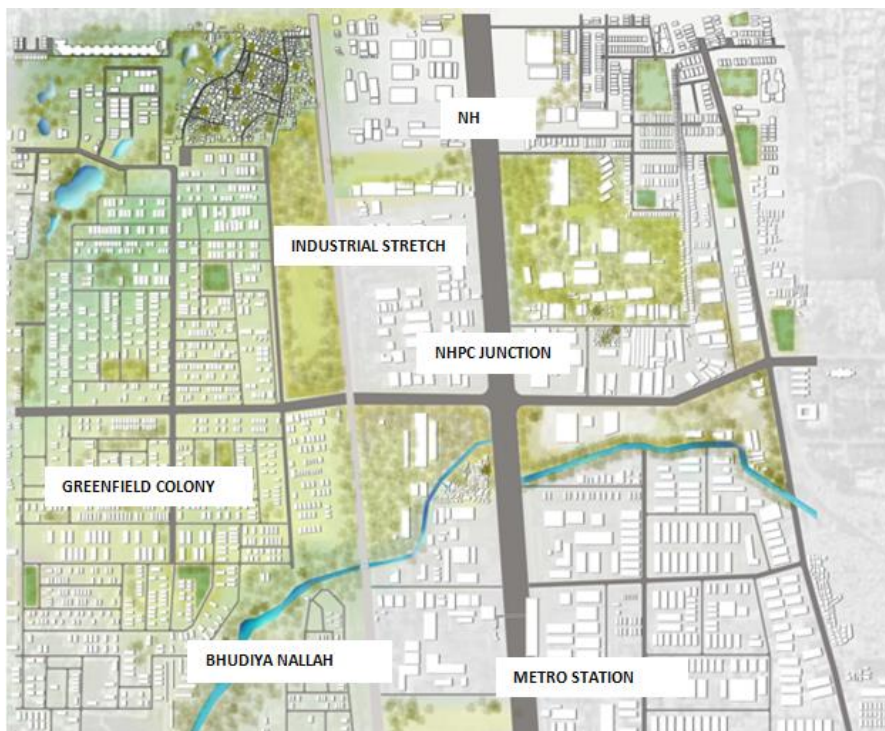 NH
INDUSTRIAL STRETCH
NHPC JUNCTION
GREENFIELD COLONY
BHUDIYA NALLAH
METRO STATION